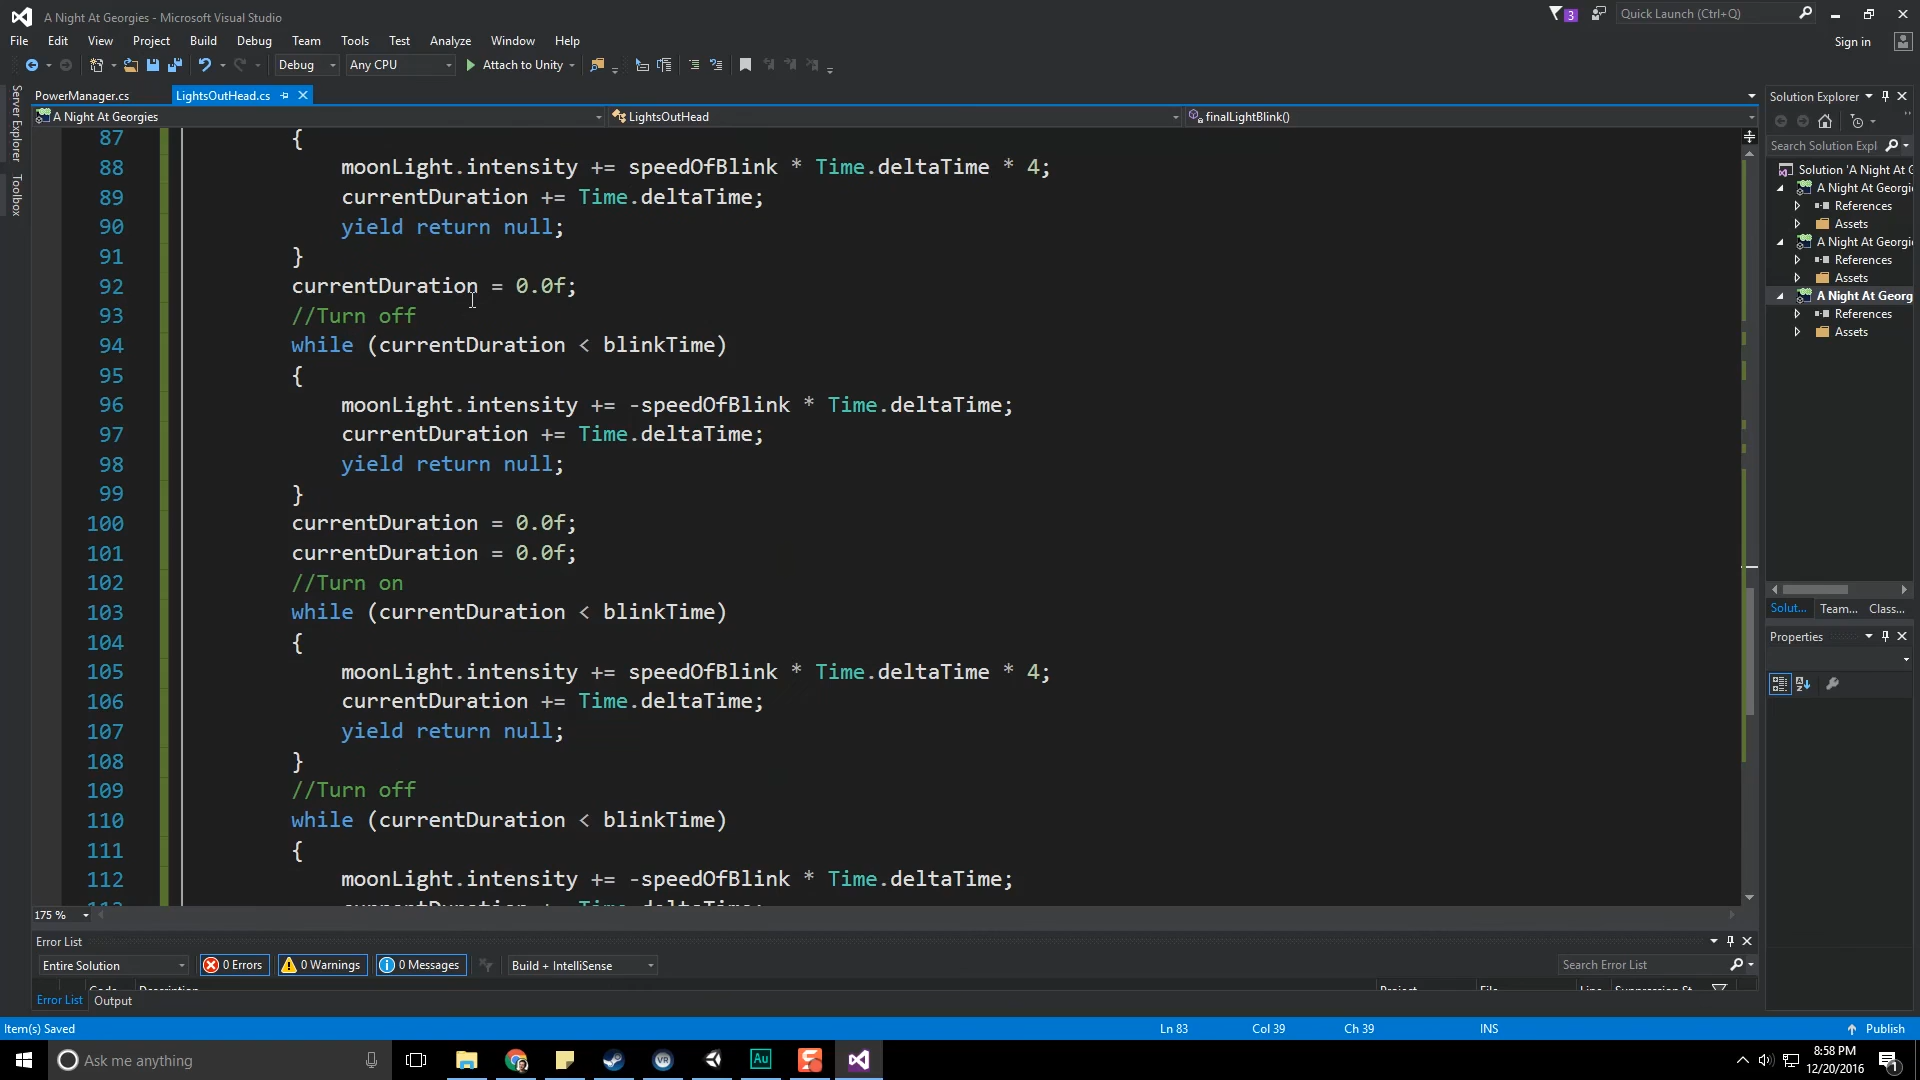 A Night At Georgies - Microsoft Visual Studio
3
Quick Launch (Ctrl+Q)
File Edit View Project Build Debug Team Tools Test Analyze Window Help
Sign in
Debug Any CPU Attach to Unity
Server Explorer
Toolbox
PowerManager.cs LightsOutHead.cs
A Night At Georgies LightsOutHead finalLightBlink()
87 {
88 moonLight.intensity += speedOfBlink * Time.deltaTime * 4;
89 currentDuration += Time.deltaTime;
90 yield return null;
91 }
92 currentDuration = 0.0f;
93 //Turn off
94 while (currentDuration < blinkTime)
95 {
96 moonLight.intensity += -speedOfBlink * Time.deltaTime;
97 currentDuration += Time.deltaTime;
98 yield return null;
99 }
100 currentDuration = 0.0f;
101 currentDuration = 0.0f;
102 //Turn on
103 while (currentDuration < blinkTime)
104 {
105 moonLight.intensity += speedOfBlink * Time.deltaTime * 4;
106 currentDuration += Time.deltaTime;
107 yield return null;
108 }
109 //Turn off
110 while (currentDuration < blinkTime)
111 {
112 moonLight.intensity += -speedOfBlink * Time.deltaTime;
175 %
Solution Explorer
Search Solution Expl
Solution 'A Night At G
A Night At Georgi
References
Assets
A Night At Georgi
References
Assets
A Night At Georg
References
Assets
Solut... Team... Class...
Properties
Error List
Entire Solution 0 Errors 0 Warnings 0 Messages Build + IntelliSense Search Error List
Error List Output
Item(s) Saved Ln 83 Col 39 Ch 39 INS Publish
Ask me anything
8:58 PM
12/20/2016
1